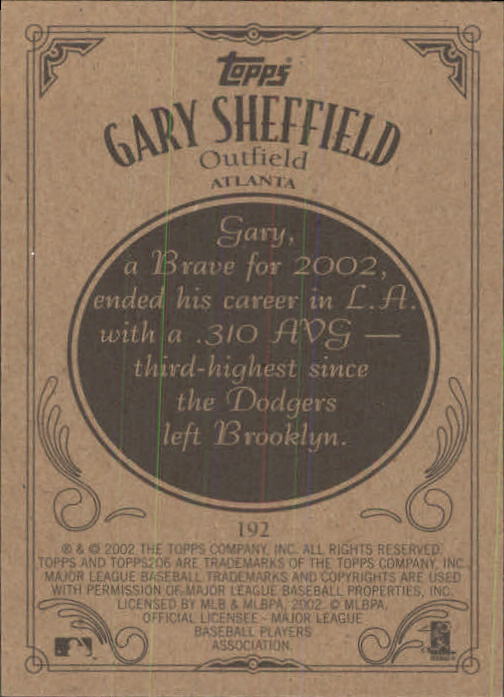 topps
GARY SHEFFIELD
Outfield
ATLANTA
Gary,
a Brave for 2002,
ended his career in L.A.
with a .310 AVG —
third-highest since
the Dodgers
left Brooklyn.
192
® & © 2002 THE TOPPS COMPANY, INC. ALL RIGHTS RESERVED.
TOPPS AND TOPPS206 ARE TRADEMARKS OF THE TOPPS COMPANY, INC.
MAJOR LEAGUE BASEBALL TRADEMARKS AND COPYRIGHTS ARE USED
WITH PERMISSION OF MAJOR LEAGUE BASEBALL PROPERTIES, INC.
LICENSED BY MLB & MLBPA, 2002. © MLBPA.
OFFICIAL LICENSEE - MAJOR LEAGUE
BASEBALL PLAYERS
ASSOCIATION.